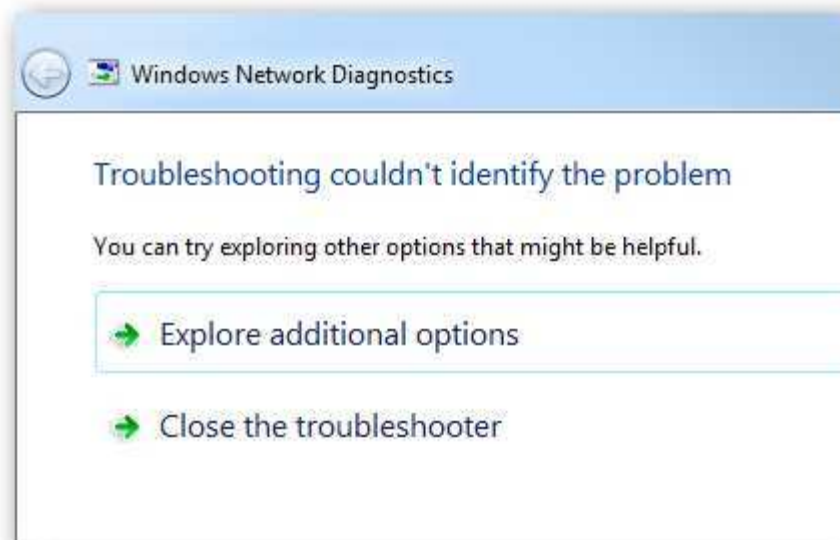 Windows Network Diagnostics
Troubleshooting couldn't identify the problem
You can try exploring other options that might be helpful.
Explore additional options
Close the troubleshooter